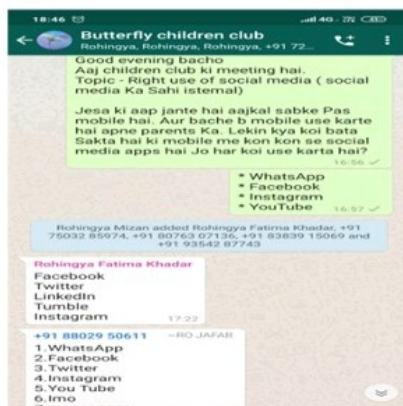 18:46
4G
Butterfly children club
Rohingya, Rohingya, Rohingya, +91 72...
Good evening bacho
Aaj children club ki meeting hai.
Topic - Right use of social media ( social
media Ka Sahi istemal)
Jesa ki aap jante hai aajkal sabke Pas
mobile hai. Aur bache b mobile use karte
hai apne parents Ka. Lekin kya koi bata
Sakta hai ki mobile me kon kon se social
media apps hai Jo har koi use karta hai?
16:56
* WhatsApp
* Facebook
* Instagram
* YouTube 16:57
Rohingya Mizan added Rohingya Fatima Khadar, +91
75032 85974, +91 80763 07136, +91 83839 15069 and
+91 93542 87743
Rohingya Fatima Khadar
Facebook
Twitter
LinkedIn
Tumble
Instagram 17:22
+91 88029 50611 ~RO JAFAR
1.WhatsApp
2.Facebook
3.Twitter
4.Instagram
5.You Tube
6.Imo